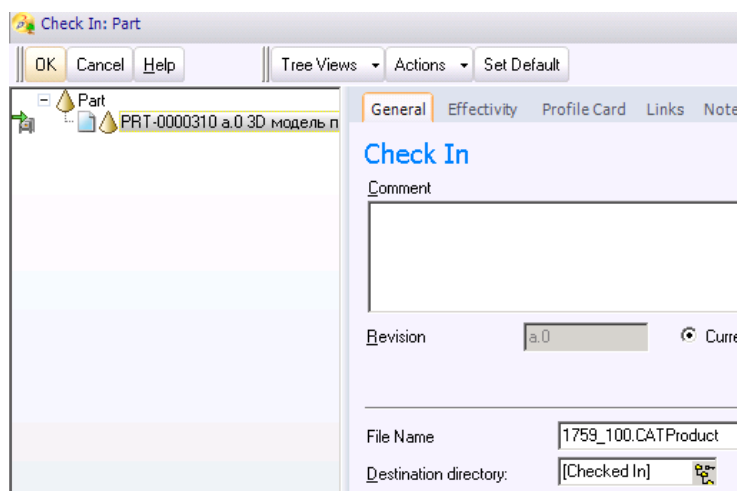 Check In: Part
OK Cancel Help Tree Views Actions Set Default
Part
PRT-0000310 a.0 3D модель п
General Effectivity Profile Card Links Note
Check In
Comment
Revision a.0 Curre
File Name 1759_100.CATProduct
Destination directory: [Checked In]